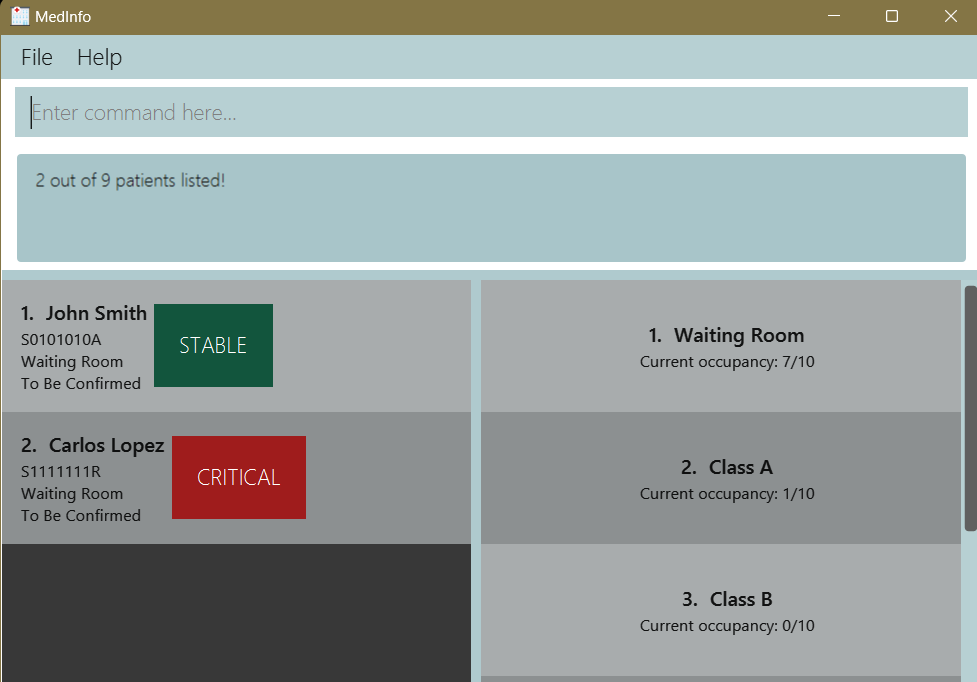 MedInfo
File Help
Enter command here...
2 out of 9 patients listed!
1. John Smith
S0101010A
Waiting Room
To Be Confirmed
STABLE
2. Carlos Lopez
S1111111R
Waiting Room
To Be Confirmed
CRITICAL
1. Waiting Room
Current occupancy: 7/10
2. Class A
Current occupancy: 1/10
3. Class B
Current occupancy: 0/10